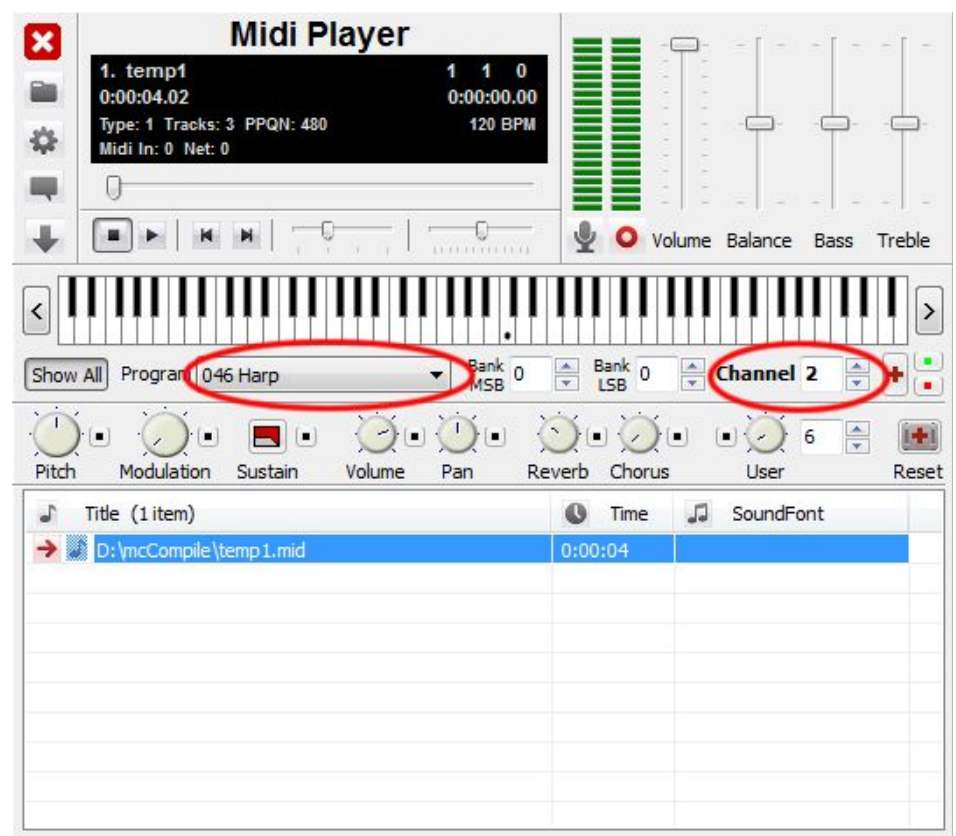 Midi Player
1. temp1 1 1 0
0:00:04.02 0:00:00.00
Type: 1 Tracks: 3 PPQN: 480 120 BPM
Midi In: 0 Net: 0
Volume Balance Bass Treble
Show All Program 046 Harp Bank MSB 0 Bank LSB 0 Channel 2
6
Pitch Modulation Sustain Volume Pan Reverb Chorus User Reset
Title (1 item) Time SoundFont
D:\mcCompile\temp1.mid 0:00:04